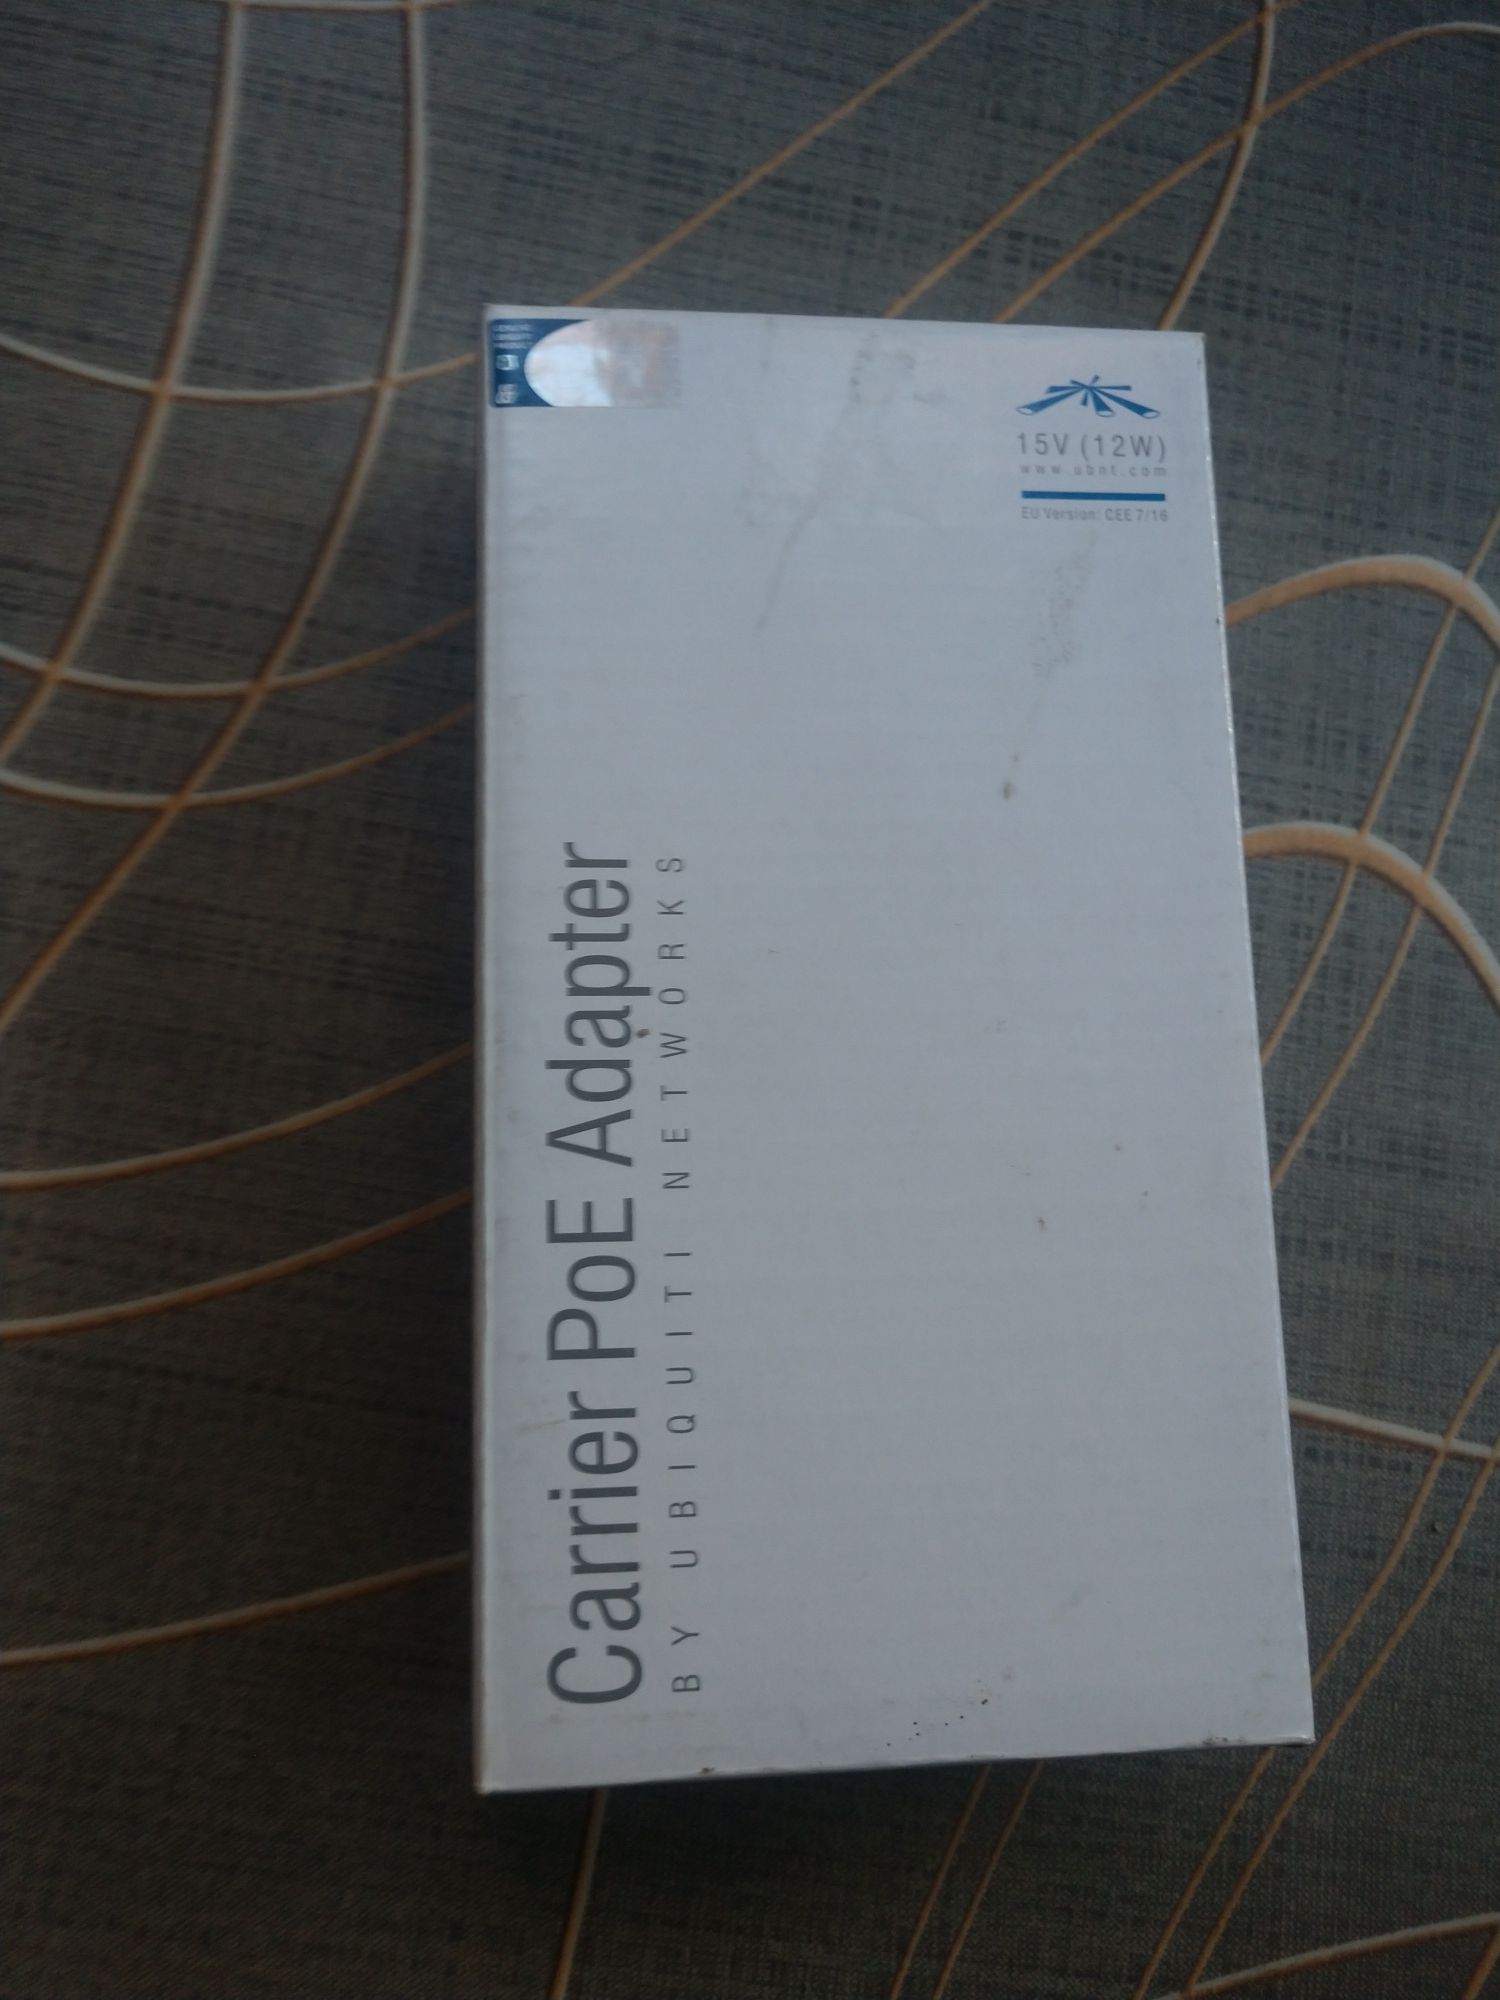 15V (12W)
www.ubnt.com
EU Version: CEE 7/16
Carrier PoE Adapter
BY UBIQUITI NETWORKS